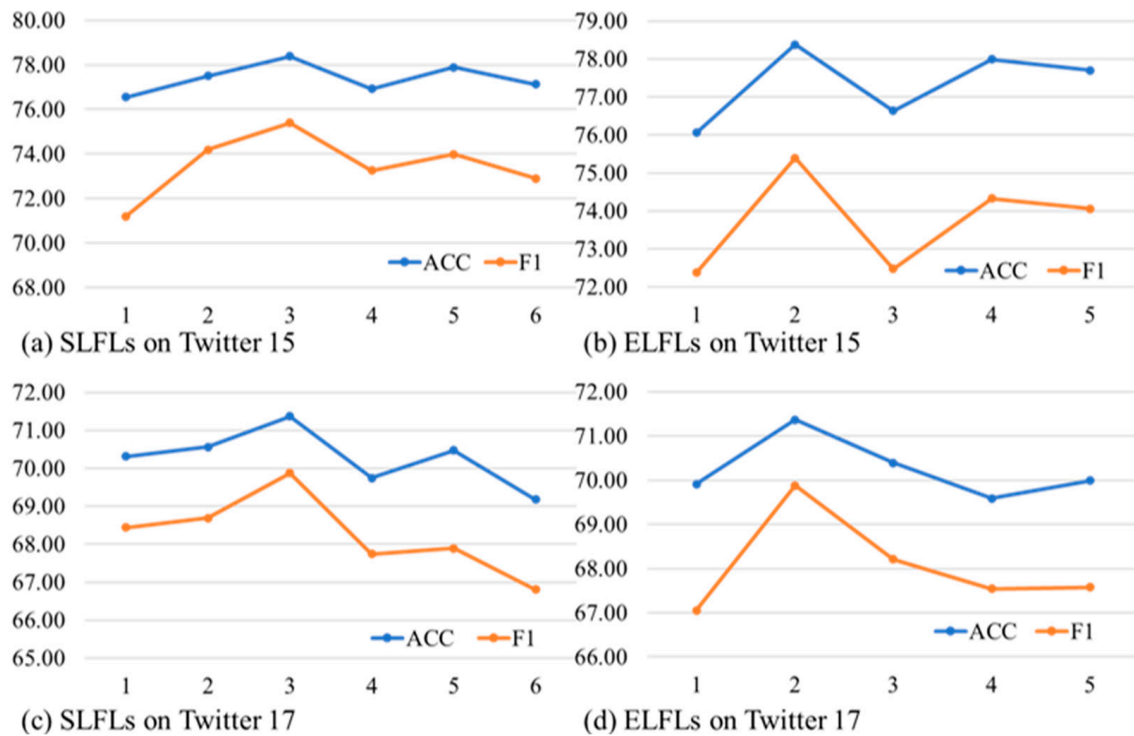 80.00
78.00
76.00
74.00
72.00
70.00
68.00
ACC F1
1 2 3 4 5 6
(a) SLFLs on Twitter 15
79.00
78.00
77.00
76.00
75.00
74.00
73.00
72.00
ACC F1
1 2 3 4 5
(b) ELFLs on Twitter 15
72.00
71.00
70.00
69.00
68.00
67.00
66.00
65.00
ACC F1
1 2 3 4 5 6
(c) SLFLs on Twitter 17
72.00
71.00
70.00
69.00
68.00
67.00
66.00
ACC F1
1 2 3 4 5
(d) ELFLs on Twitter 17